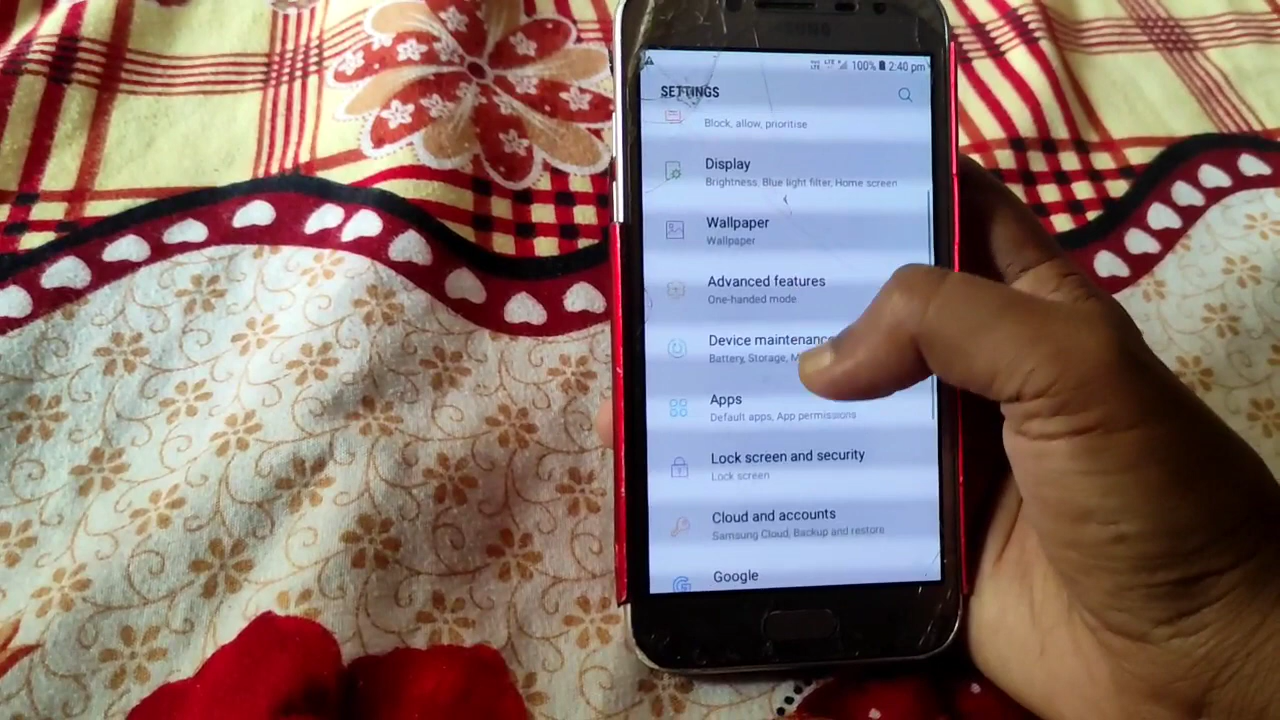 SAMSUNG
100% 2:40 pm
SETTINGS
Block, allow, prioritise
Display
Brightness, Blue light filter, Home screen
Wallpaper
Wallpaper
Advanced features
One-handed mode
Device maintenance
Battery, Storage, M
Apps
Default apps, App permissions
Lock screen and security
Lock screen
Cloud and accounts
Samsung Cloud, Backup and restore
Google